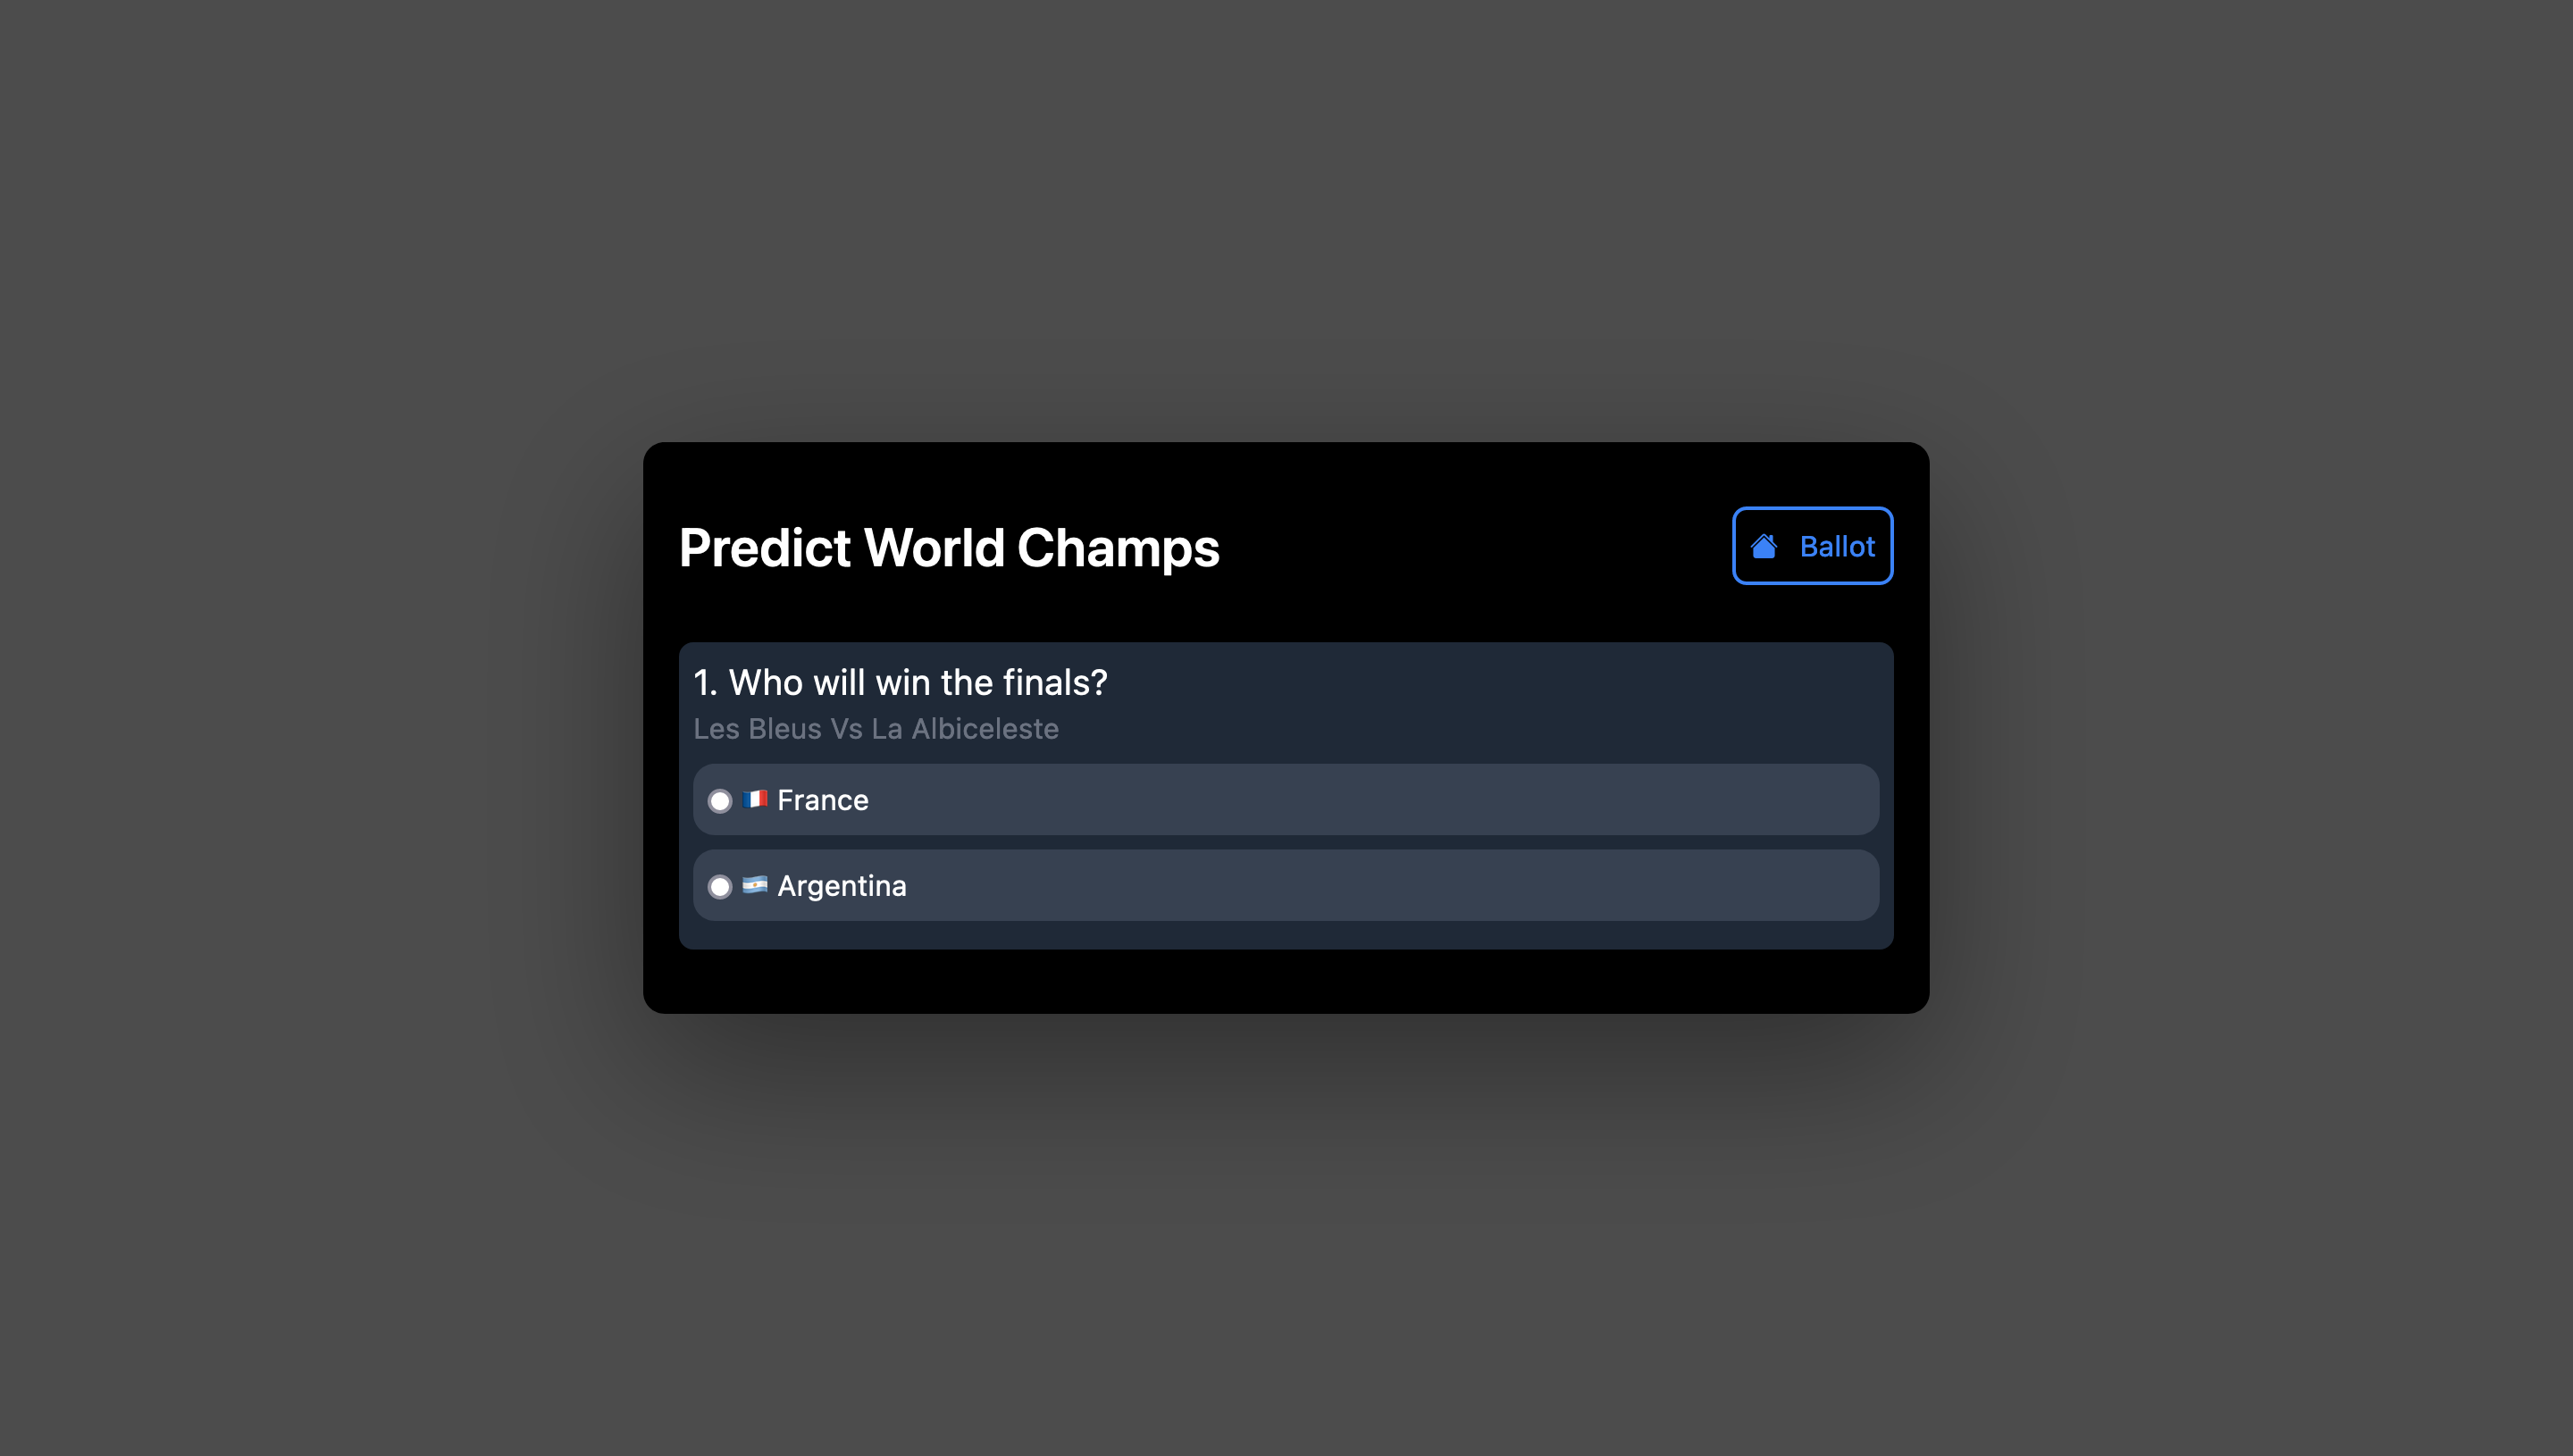 Predict World Champs
Ballot
1. Who will win the finals?
Les Bleus Vs La Albiceleste
🇫🇷 France
🇦🇷 Argentina